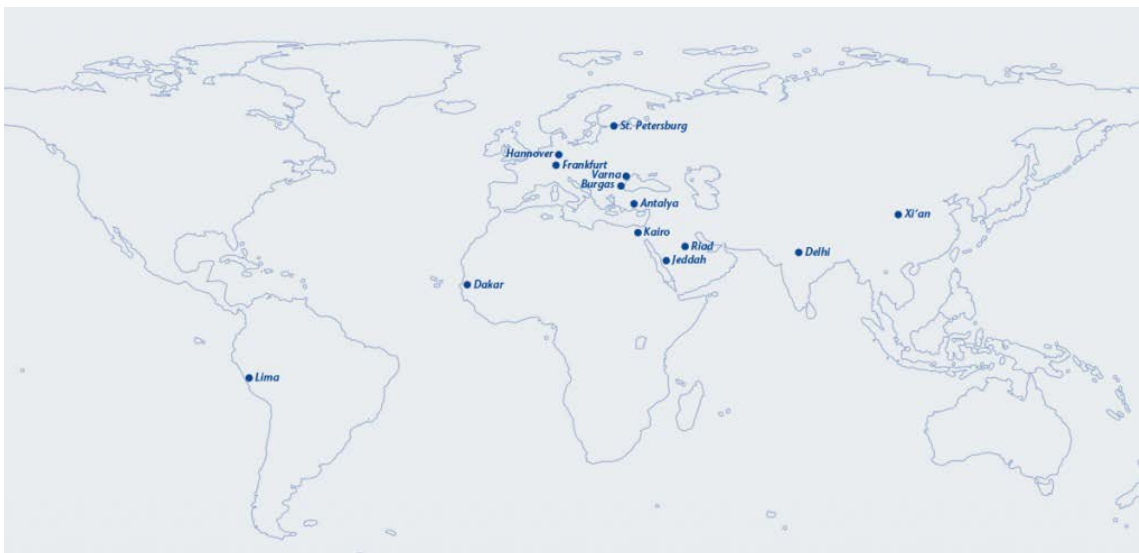 St. Petersburg
Hannover
Frankfurt
Varna
Burgas
Antalya
Xi'an
Kairo
Riad
Delhi
Jeddah
Dakar
Lima